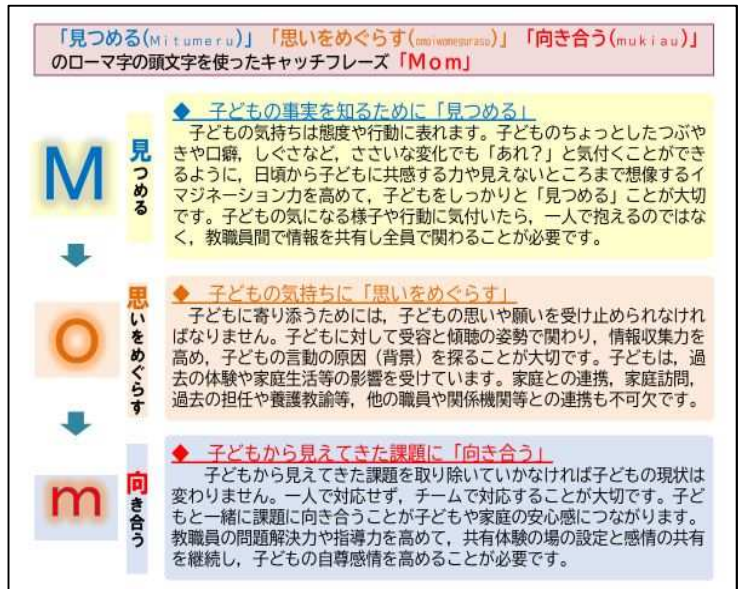 「見つめる(Mitumeru)」「思いをめぐらす(omoiwomegurasu)」「向き合う(mukiau)」
のローマ字の頭文字を使ったキャッチフレーズ「Mom」
M
見つめる
◆ 子どもの事実を知るために「見つめる」
子どもの気持ちは態度や行動に表れます。子どものちょっとしたつぶや
きや口癖，しぐさなど，ささいな変化でも「あれ？」と気付くことができ
るように，日頃から子どもに共感する力や見えないところまで想像するイ
マジネーション力を高めて，子どもをしっかりと「見つめる」ことが大切
です。子どもの気になる様子や行動に気付いたら，一人で抱えるのではな
く，教職員間で情報を共有し全員で関わることが必要です。
O
思いをめぐらす
◆ 子どもの気持ちに「思いをめぐらす」
子どもに寄り添うためには，子どもの思いや願いを受け止められなけれ
ばなりません。子どもに対して受容と傾聴の姿勢で関わり，情報収集力を
高め，子どもの言動の原因（背景）を探ることが大切です。子どもは，過
去の体験や家庭生活等の影響を受けています。家庭との連携，家庭訪問，
過去の担任や養護教諭等，他の職員や関係機関等との連携も不可欠です。
m
向き合う
◆ 子どもから見えてきた課題に「向き合う」
子どもから見えてきた課題を取り除いていかなければ子どもの現状は
変わりません。一人で対応せず，チームで対応することが大切です。子ど
もと一緒に課題に向き合うことが子どもや家庭の安心感につながります。
教職員の問題解決力や指導力を高めて，共有体験の場の設定と感情の共有
を継続し，子どもの自尊感情を高めることが必要です。